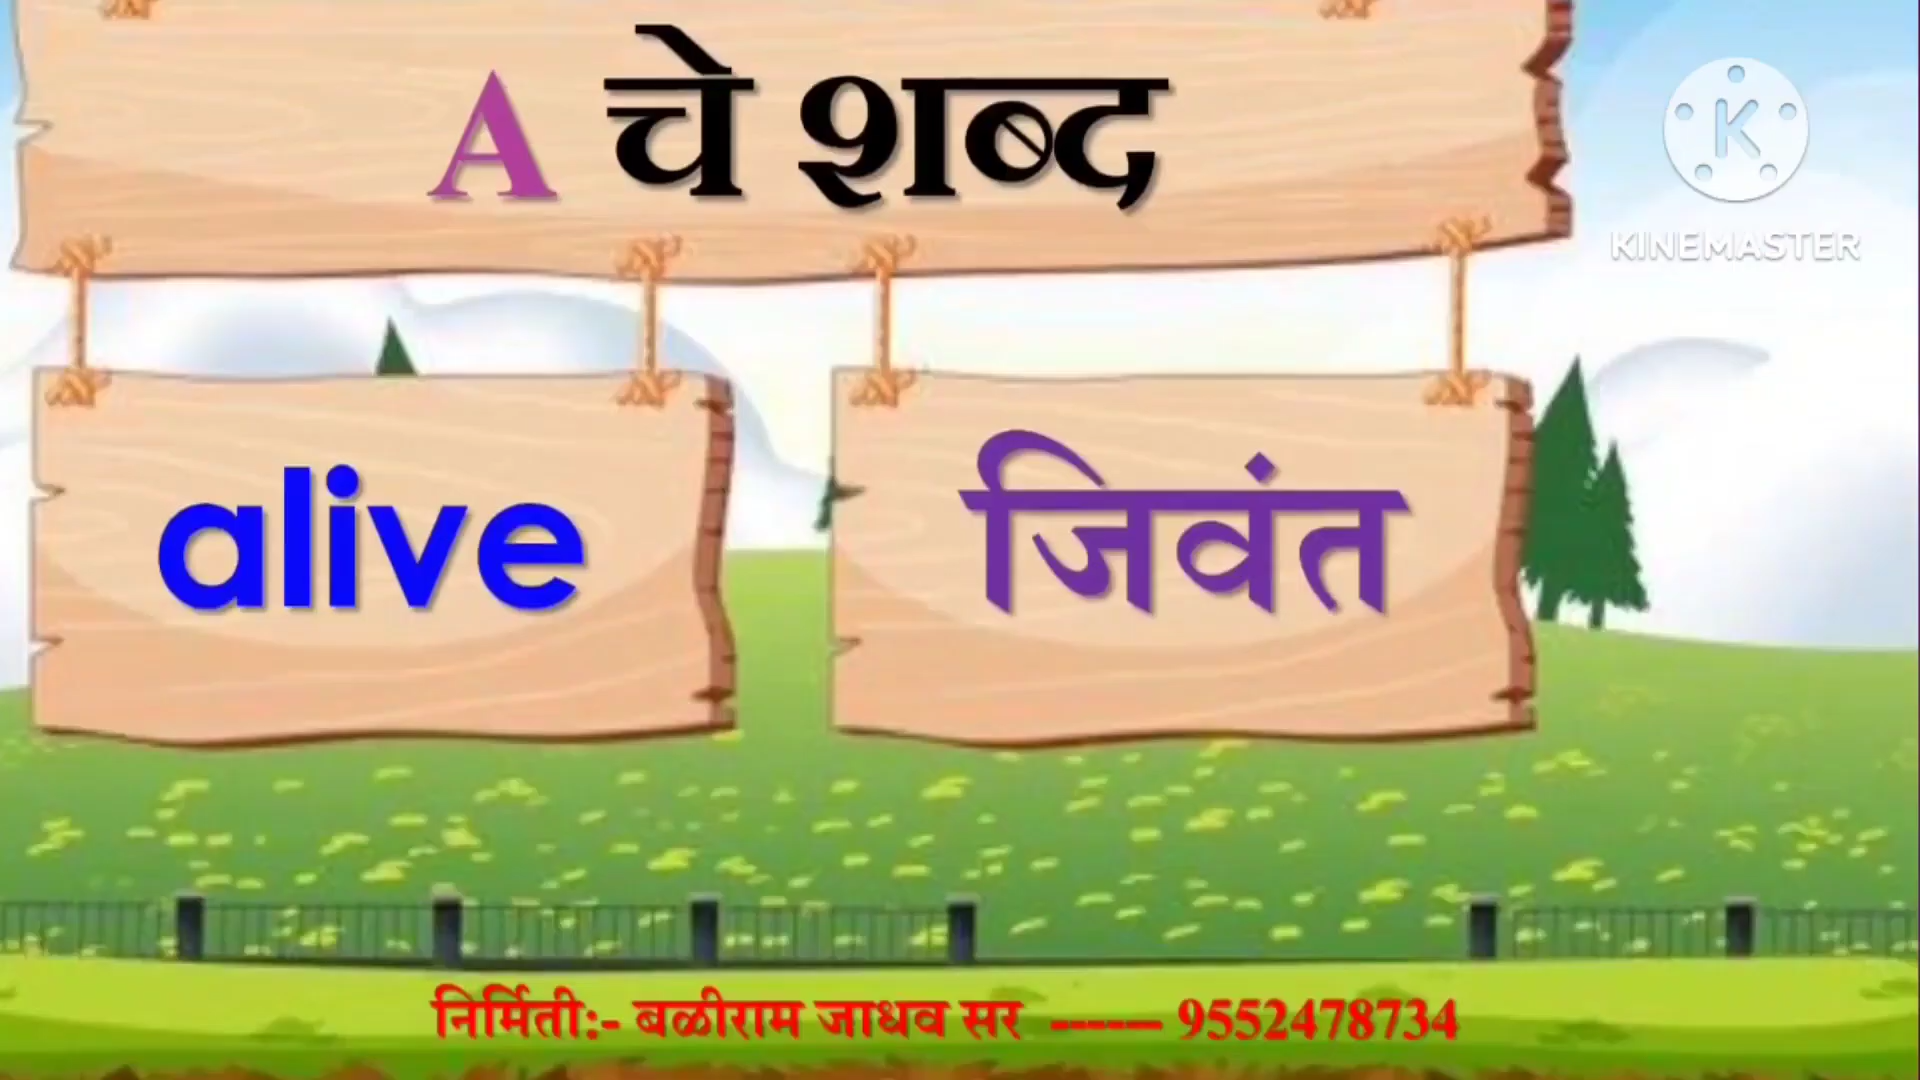 A चे शब्द
KINEMASTER
alive
जिवंत
निर्मिती:- बळीराम जाधव सर ------ 9552478734